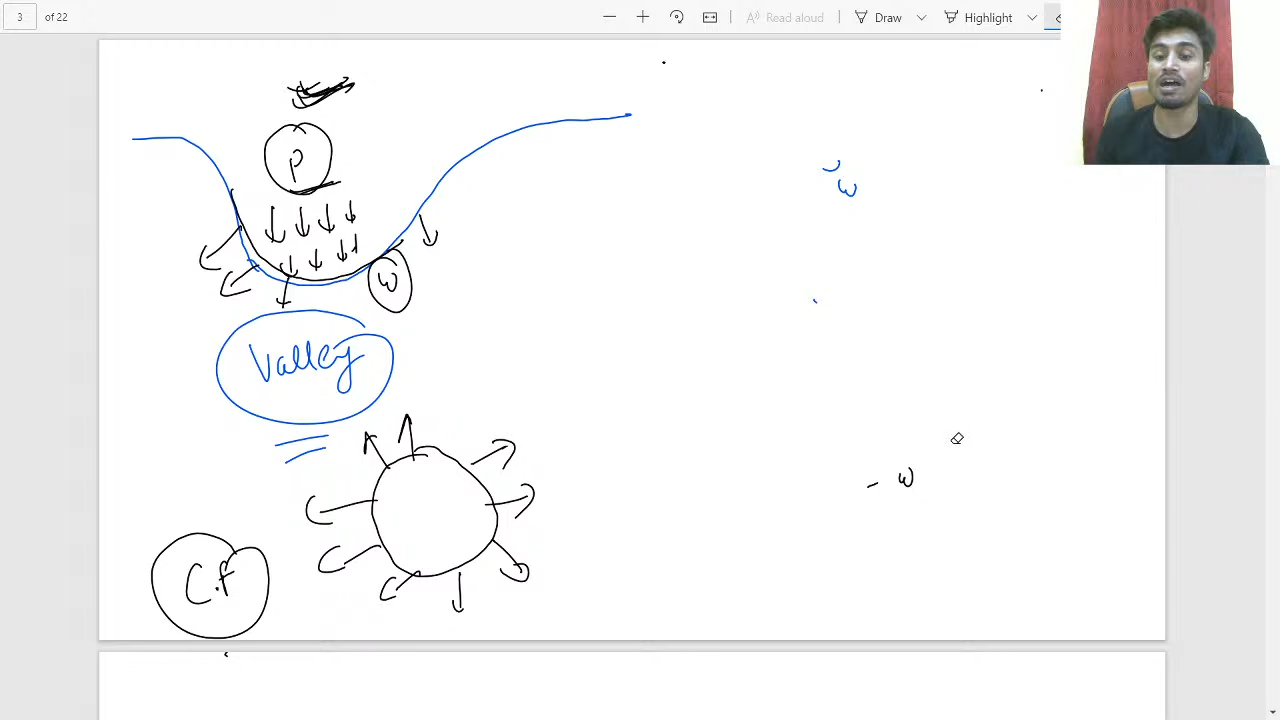 3 of 22
Read aloud
Draw
Highlight
P
W
Valley
C.f
w
- w